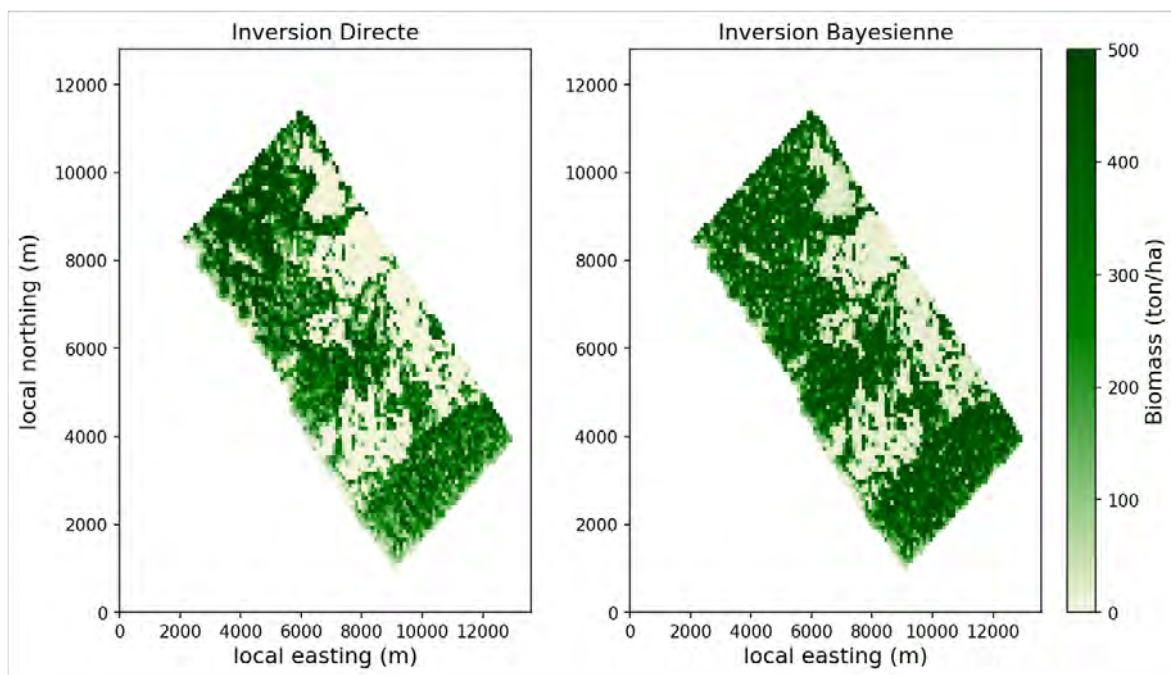 Inversion Directe
Inversion Bayesienne
local northing (m)
12000
10000
8000
6000
4000
2000
0
0 2000 4000 6000 8000 10000 12000
local easting (m)
12000
10000
8000
6000
4000
2000
0
0 2000 4000 6000 8000 10000 12000
local easting (m)
500
400
300
200
100
0
Biomass (ton/ha)